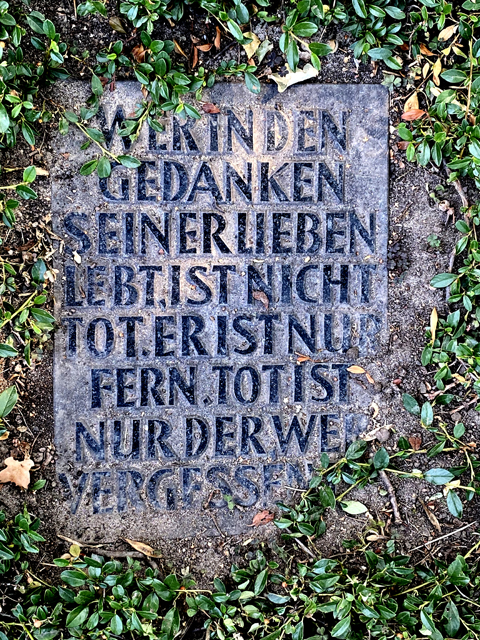 WER IN DEN
GEDANKEN
SEINER LIEBEN
LEBT, IST NICHT
TOT. ER IST NUR
FERN. TOT IST
NUR DER WER
VERGESSEN